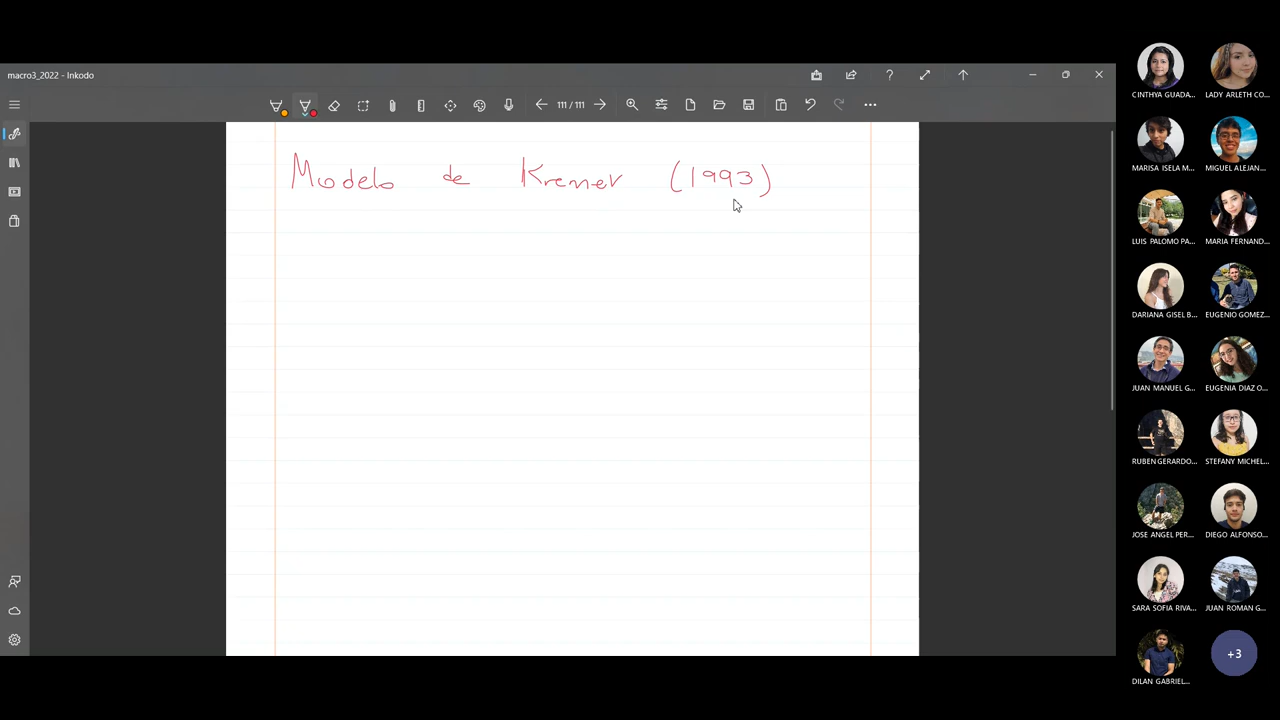 macro3_2022 - Inkodo
111 / 111
Modelo de Kremer (1993)
CINTHYA GUADA...
LADY ARLETH CO...
MARISA ISELA M...
MIGUEL ALEJAN...
LUIS PALOMO PA...
MARIA FERNAND...
DARIANA GISEL B...
EUGENIO GOMEZ...
JUAN MANUEL G...
EUGENIA DIAZ O...
RUBEN GERARDO...
STEFANY MICHEL...
JOSE ANGEL PER...
DIEGO ALFONSO...
SARA SOFIA RIVA...
JUAN ROMAN G...
DILAN GABRIEL...
+3